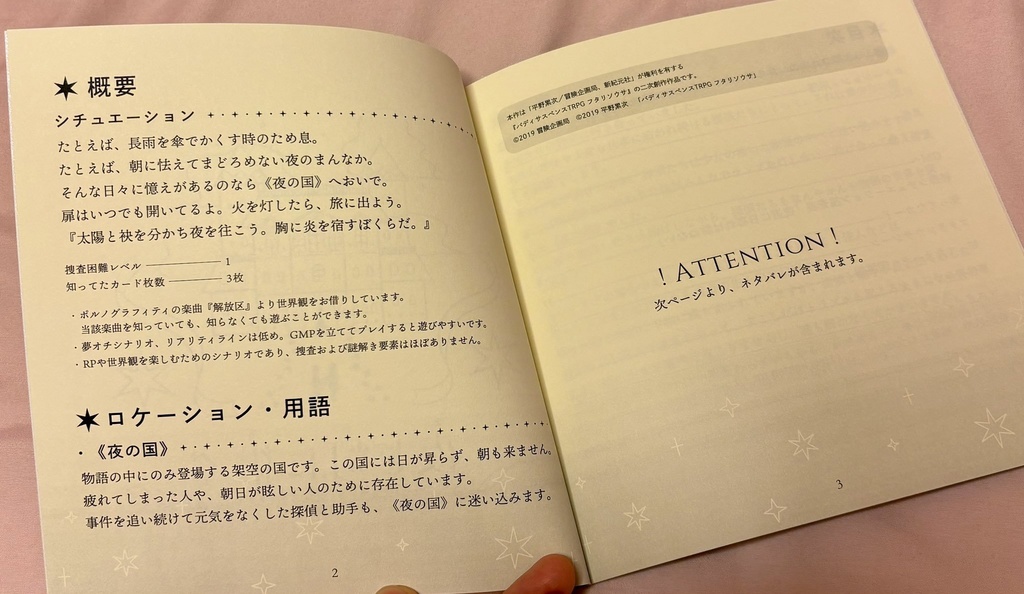 概要
シチュエーション
たとえば、長雨を傘でかくす時のため息。
たとえば、朝に怯えてまどろめない夜のまんなか。
そんな日々に憶えがあるのなら《夜の国》へおいで。
扉はいつでも開いてるよ。火を灯したら、旅に出よう。
『太陽と袂を分かち夜を往こう。胸に炎を宿すぼくらだ。』
捜査困難レベル 1
知ってたカード枚数 3枚
・ポルノグラフィティの楽曲『解放区』より世界観をお借りしています。
当該楽曲を知っていても、知らなくても遊ぶことができます。
・夢オチシナリオ、リアリティラインは低め。GMPを立ててプレイすると遊びやすいです。
・RPや世界観を楽しむためのシナリオであり、捜査および謎解き要素はほぼありません。
ロケーション・用語
・《夜の国》
物語の中にのみ登場する架空の国です。この国には日が昇らず、朝も来ません。
疲れてしまった人や、朝日が眩しい人のために存在しています。
事件を追い続けて元気をなくした探偵と助手も、《夜の国》に迷い込みます。
2
本作は「平野累次/冒険企画局、新紀元社」が権利を有する
『バディサスペンスTRPG フタリソウサ』の二次創作作品です。
©2019 冒険企画局 ©2019 平野累次 「バディサスペンスTRPG フタリソウサ」
！ATTENTION！
次ページより、ネタバレが含まれます。
3